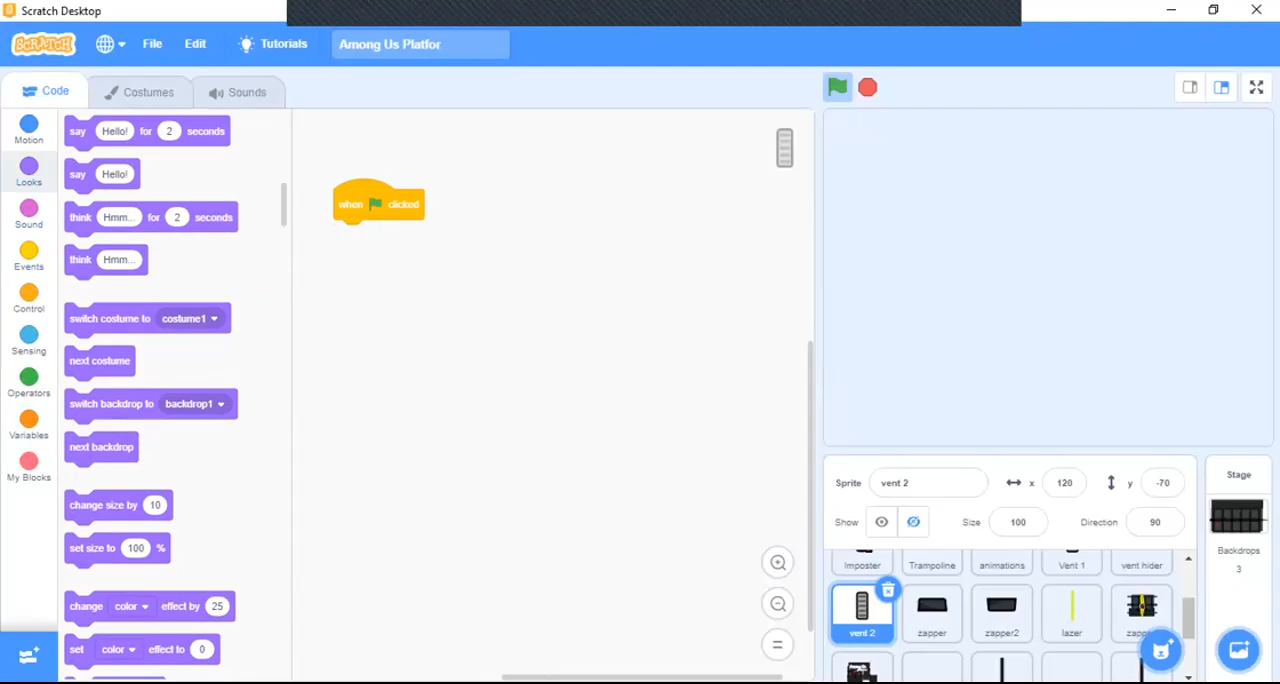 Scratch Desktop
SCRATCH File Edit Tutorials Among Us Platfor
Code Costumes Sounds
Motion
Looks
Sound
Events
Control
Sensing
Operators
Variables
My Blocks
say Hello! for 2 seconds
say Hello!
think Hmm... for 2 seconds
think Hmm...
switch costume to costume1
next costume
switch backdrop to backdrop1
next backdrop
change size by 10
set size to 100 %
change color effect by 25
set color effect to 0
when clicked
Sprite vent 2 x 120 y -70
Show Size 100 Direction 90
Imposter Trampoline animations Vent 1 vent hider
vent 2 zapper zapper2 lazer
Stage
Backdrops
3